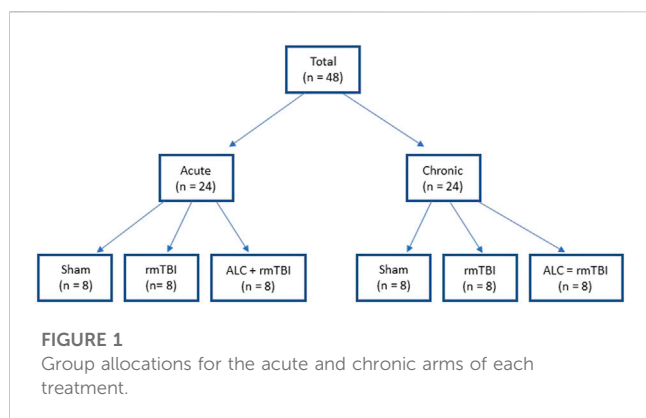 Total
(n = 48)
Acute
(n = 24)
Chronic
(n = 24)
Sham
(n = 8)
rmTBI
(n= 8)
ALC + rmTBI
(n = 8)
Sham
(n = 8)
rmTBI
(n = 8)
ALC = rmTBI
(n = 8)
FIGURE 1
Group allocations for the acute and chronic arms of each
treatment.